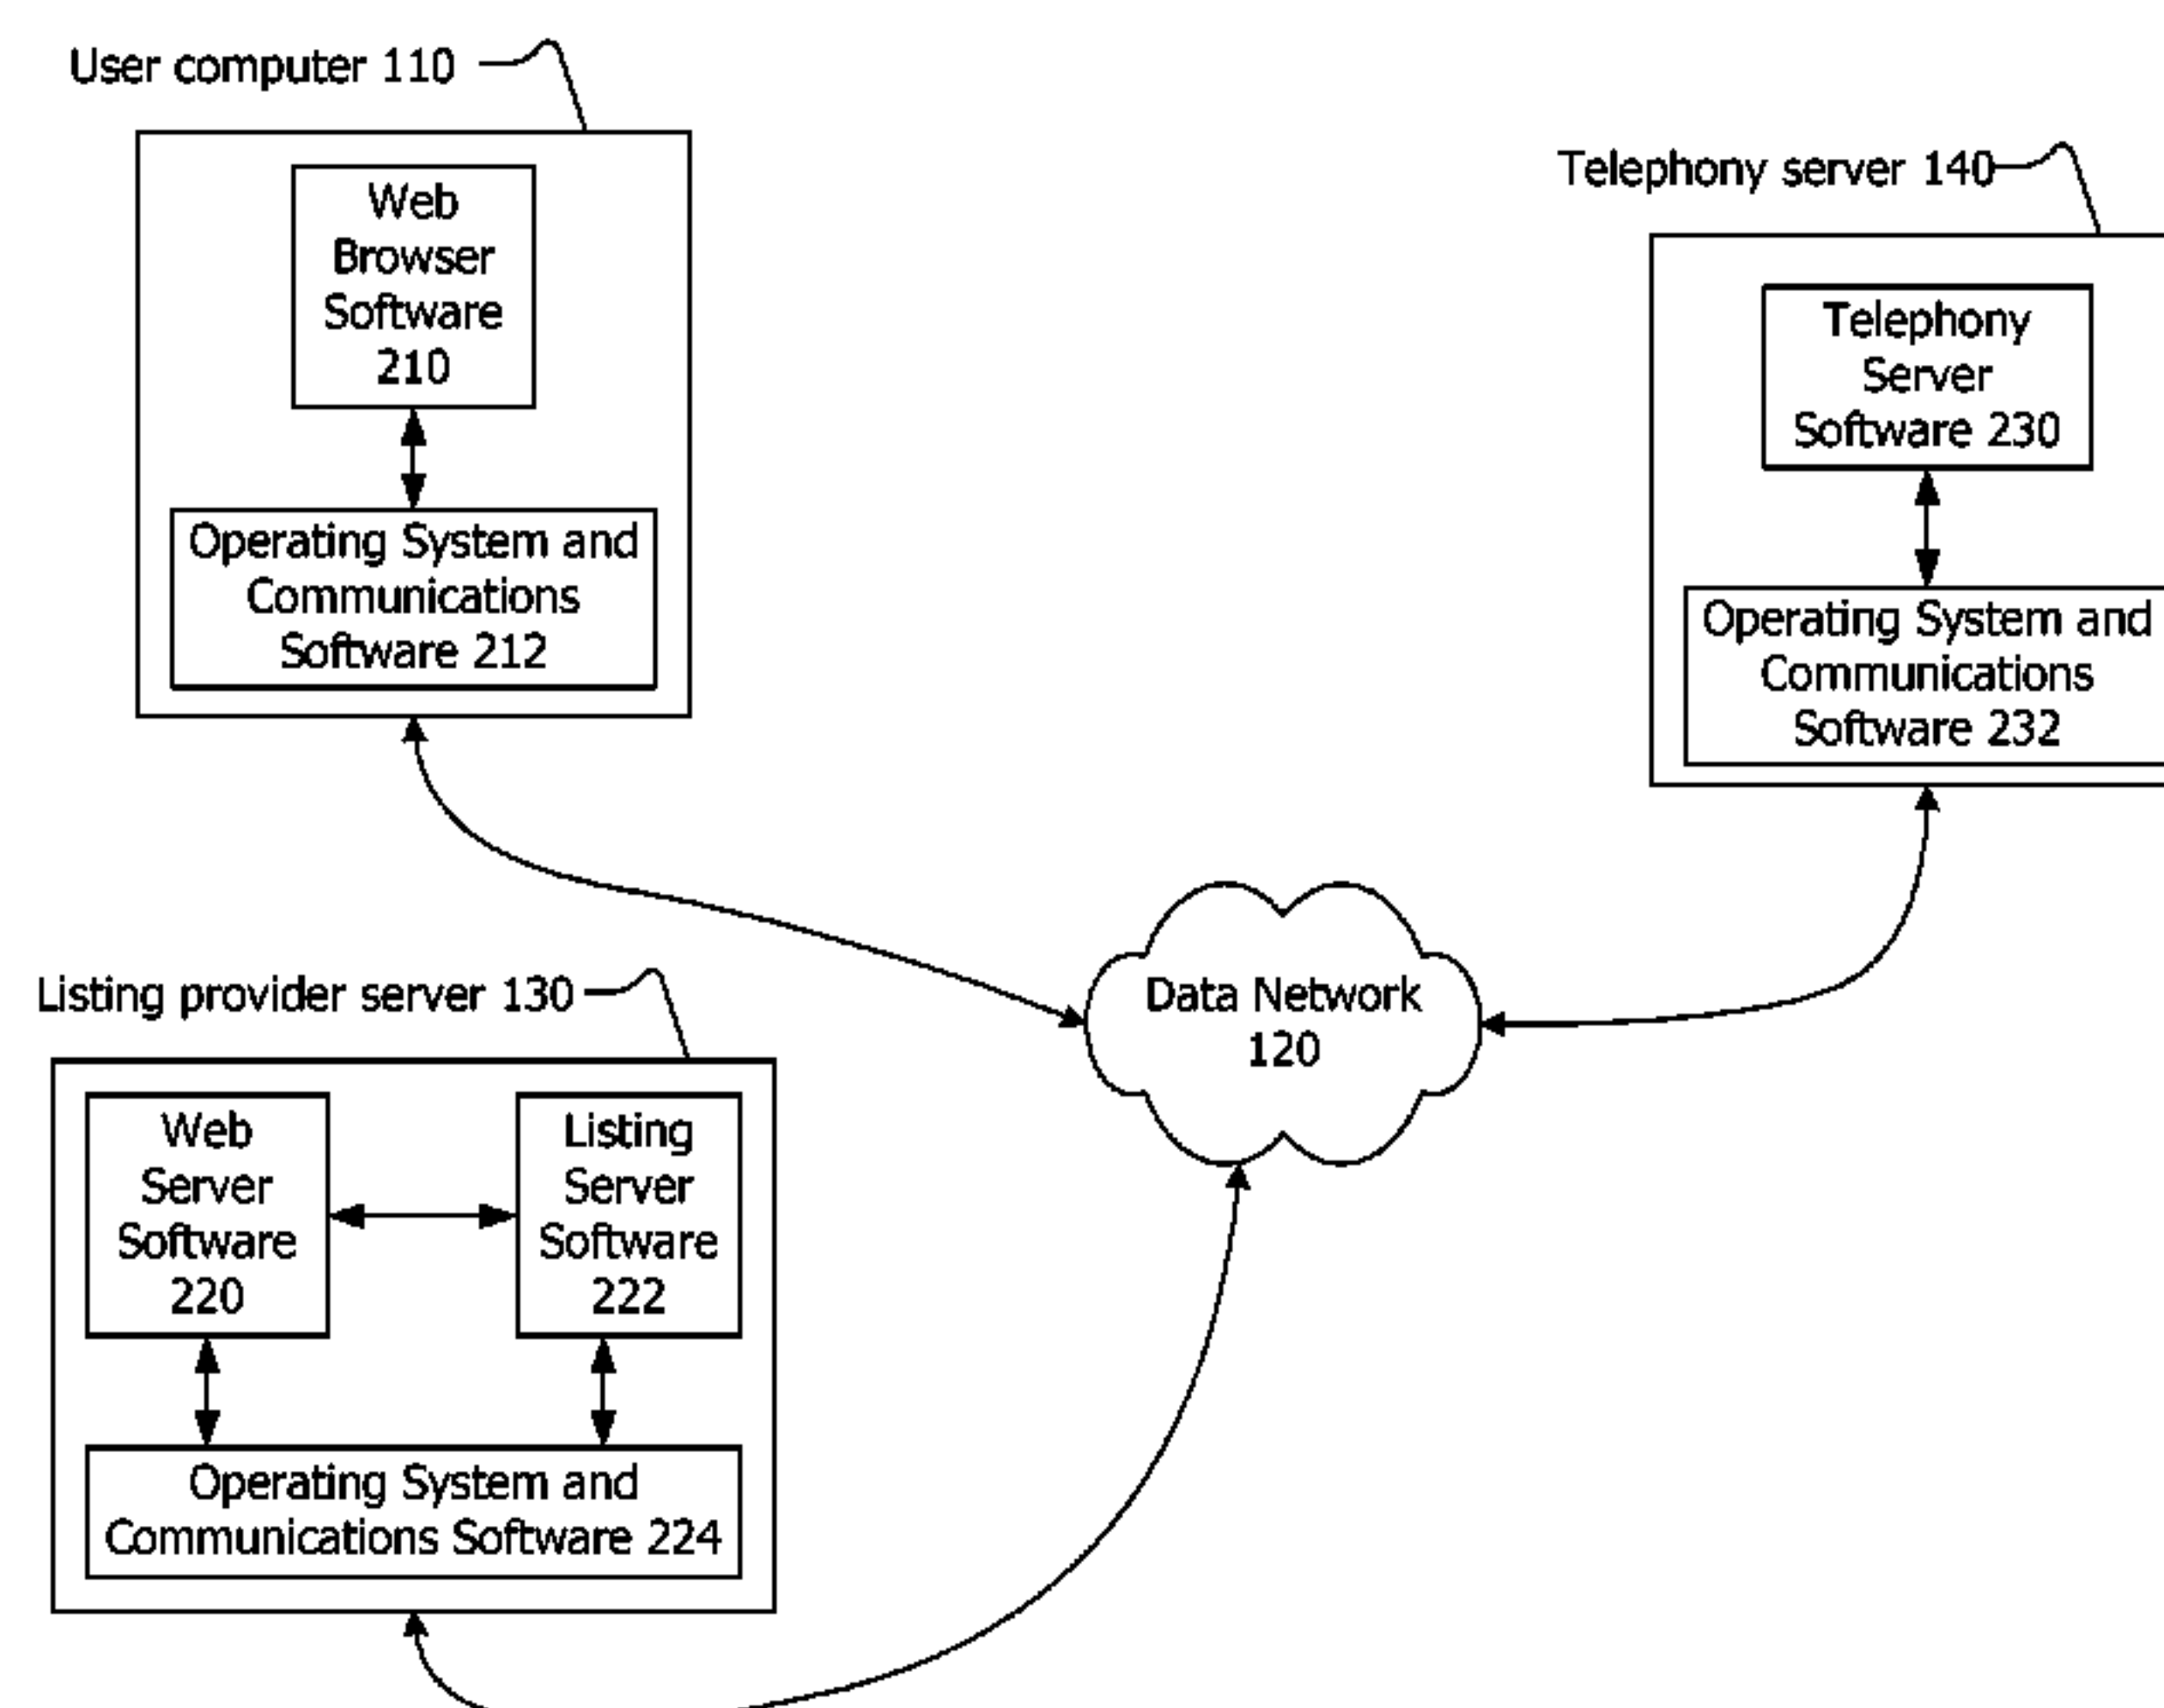 User computer 110
Web
Browser
Software
210
Operating System and
Communications
Software 212
Telephony server 140
Telephony
Server
Software 230
Operating System and
Communications
Software 232
Data Network
120
Listing provider server 130
Web
Server
Software
220
Listing
Server
Software
222
Operating System and
Communications Software 224